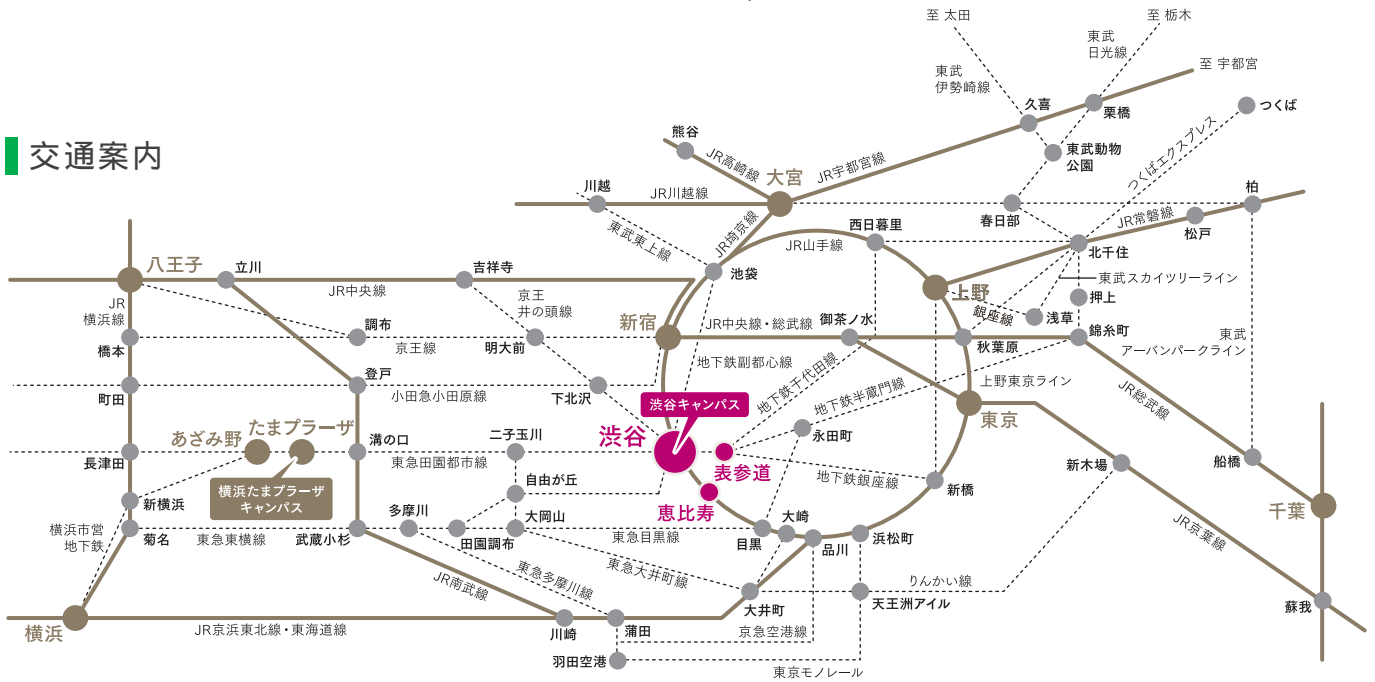 交通案内
至 太田
至 栃木
東武
日光線
東武
伊勢崎線
至 宇都宮
久喜
栗橋
つくば
熊谷
東武動物
公園
つくばエクスプレス
JR高崎線
大宮
JR宇都宮線
川越
JR川越線
柏
春日部
西日暮里
JR常磐線
松戸
東武東上線
JR埼京線
JR山手線
北千住
八王子
立川
吉祥寺
池袋
東武スカイツリーライン
JR中央線
上野
押上
JR
横浜線
京王
井の頭線
銀座線
浅草
新宿
JR中央線・総武線
御茶ノ水
錦糸町
東武
アーバンパークライン
調布
橋本
京王線
明大前
秋葉原
地下鉄副都心線
地下鉄千代田線
登戸
上野東京ライン
JR総武線
町田
小田急小田原線
下北沢
渋谷キャンパス
地下鉄半蔵門線
東京
あざみ野
たまプラーザ
溝の口
二子玉川
渋谷
永田町
長津田
東急田園都市線
表参道
新木場
船橋
横浜たまプラーザ
キャンパス
自由が丘
地下鉄銀座線
新橋
新横浜
多摩川
大岡山
恵比寿
大崎
千葉
横浜市営
地下鉄
菊名
東急東横線
武蔵小杉
田園調布
東急目黒線
目黒
品川
浜松町
JR京葉線
JR南武線
東急多摩川線
東急大井町線
りんかい線
大井町
天王洲アイル
蘇我
横浜
JR京浜東北線・東海道線
川崎
蒲田
京急空港線
羽田空港
東京モノレール